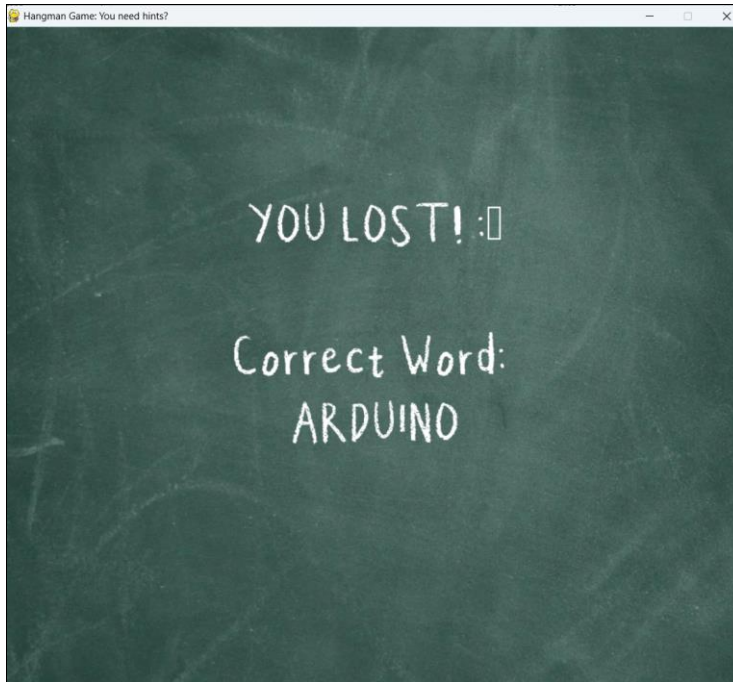 Hangman Game: You need hints?
YOU LOST! :▯
Correct Word:
ARDUINO